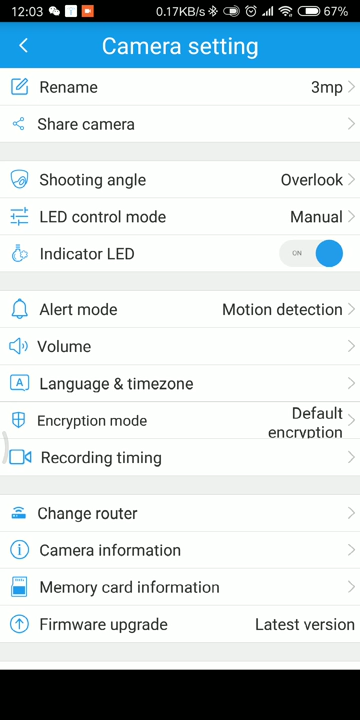 12:03 0.17KB/s 67%
Camera setting
Rename 3mp
Share camera
Shooting angle Overlook
LED control mode Manual
Indicator LED ON
Alert mode Motion detection
Volume
A Language & timezone
Encryption mode Default encryption
Recording timing
Change router
Camera information
Memory card information
Firmware upgrade Latest version